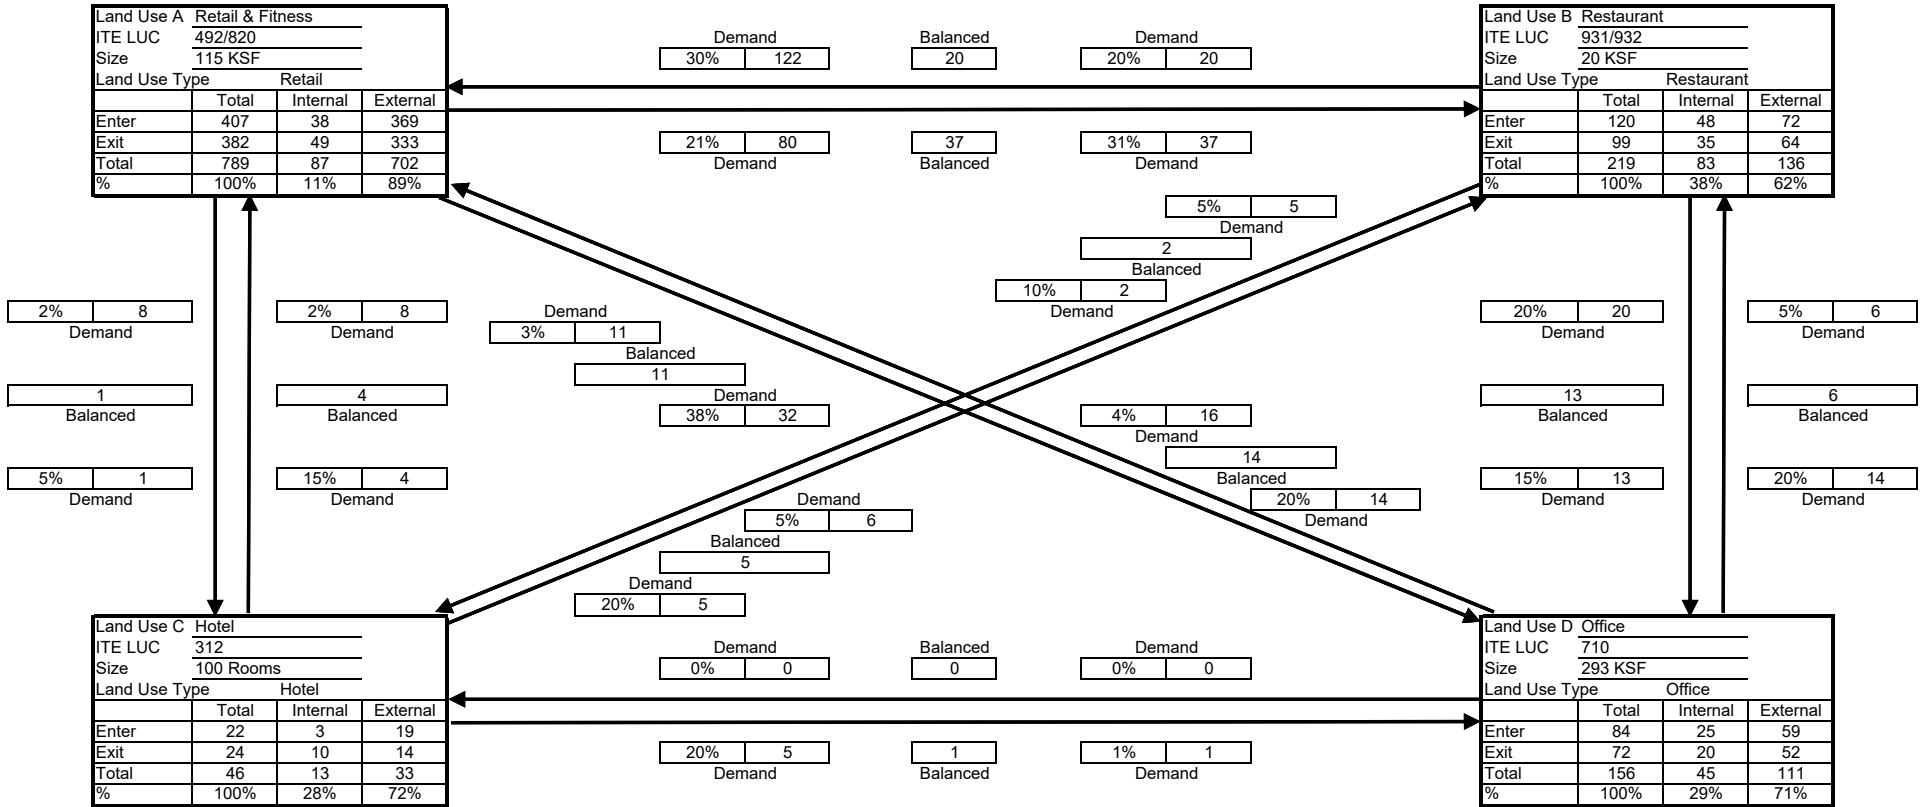 Land Use A Retail & Fitness
ITE LUC 492/820
Size 115 KSF
Land Use Type Retail
Total Internal External
Enter 407 38 369
Exit 382 49 333
Total 789 87 702
% 100% 11% 89%
Demand Balanced Demand
30% 122 20 20% 20
21% 80 37 31% 37
Demand Balanced Demand
Land Use B Restaurant
ITE LUC 931/932
Size 20 KSF
Land Use Type Restaurant
Total Internal External
Enter 120 48 72
Exit 99 35 64
Total 219 83 136
% 100% 38% 62%
5% 5
Demand
2
Balanced
10% 2
Demand
2% 8
Demand
1
Balanced
5% 1
Demand
2% 8
Demand
4
Balanced
15% 4
Demand
Demand
3% 11
Balanced
11
Demand
38% 32
4% 16
Demand
14
Balanced
20% 14
Demand
20% 20
Demand
13
Balanced
15% 13
Demand
5% 6
Demand
6
Balanced
20% 14
Demand
Demand
5% 6
Balanced
5
Demand
20% 5
Land Use C Hotel
ITE LUC 312
Size 100 Rooms
Land Use Type Hotel
Total Internal External
Enter 22 3 19
Exit 24 10 14
Total 46 13 33
% 100% 28% 72%
Demand Balanced Demand
0% 0 0 0% 0
20% 5 1 1% 1
Demand Balanced Demand
Land Use D Office
ITE LUC 710
Size 293 KSF
Land Use Type Office
Total Internal External
Enter 84 25 59
Exit 72 20 52
Total 156 45 111
% 100% 29% 71%